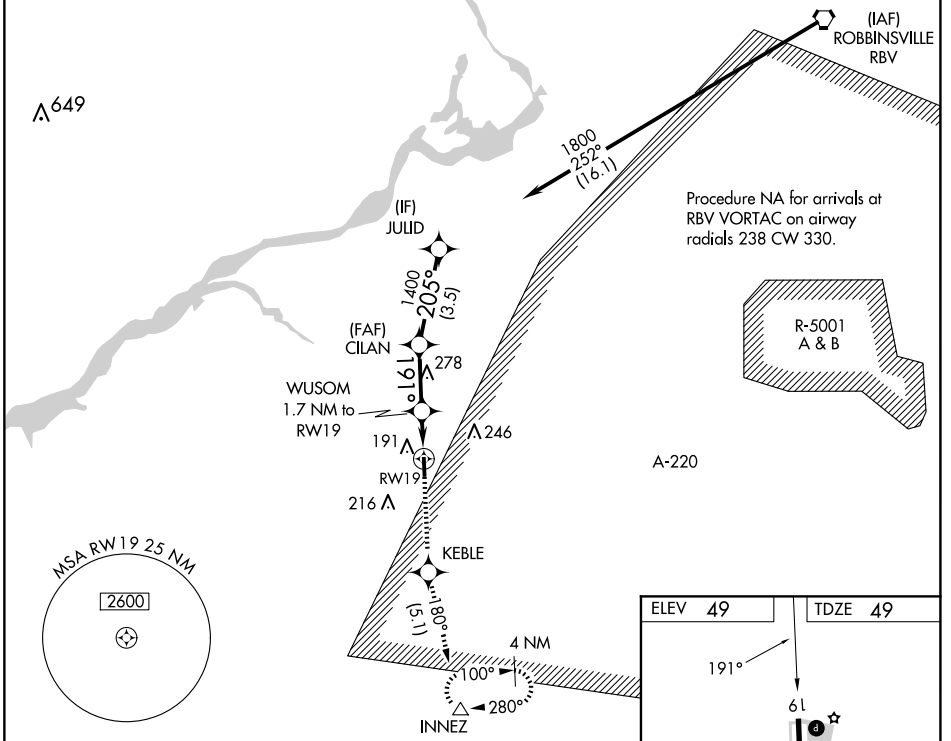 (IAF)
ROBBINSVILLE
RBV
649
1800
252°
(16.1)
Procedure NA for arrivals at
RBV VORTAC on airway
radials 238 CW 330.
(IF)
JULID
1400
205°
(3.5)
R-5001
A & B
(FAF)
CILAN
278
191°
WUSOM
1.7 NM to
RW19
191
246
A-220
RW19
216
KEBLE
MSA RW19 25 NM
2600
180°
(5.1)
4 NM
100°
280°
INNEZ
ELEV 49
TDZE 49
191°
19
P